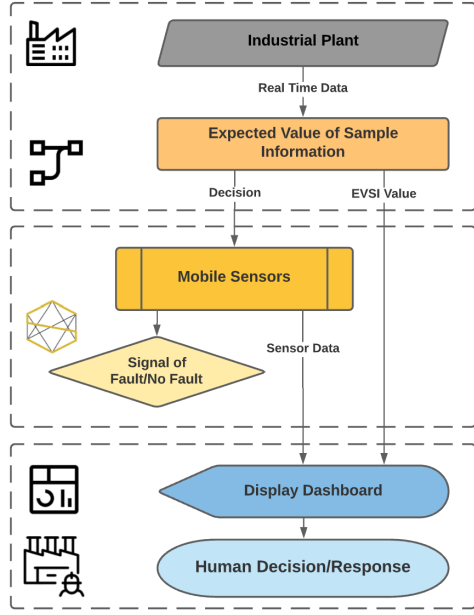 Industrial Plant
Real Time Data
Expected Value of Sample
Information
Decision
EVSI Value
Mobile Sensors
Sensor Data
Signal of
Fault/No Fault
Display Dashboard
Human Decision/Response